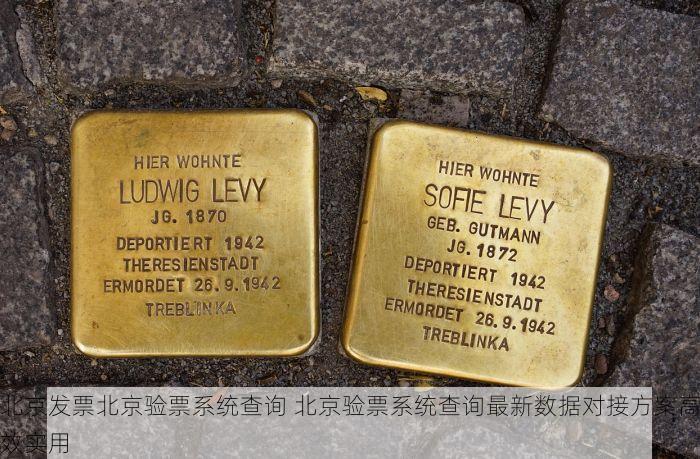 HIER WOHNTE
LUDWIG LEVY
JG. 1870
DEPORTIERT 1942
THERESIENSTADT
ERMORDET 26.9.1942
TREBLINKA
HIER WOHNTE
SOFIE LEVY
GEB. GUTMANN
JG. 1872
DEPORTIERT 1942
THERESIENSTADT
ERMORDET 26.9.1942
TREBLINKA
北京发票北京验票系统查询 北京验票系统查询最新数据对接方案高
效实用